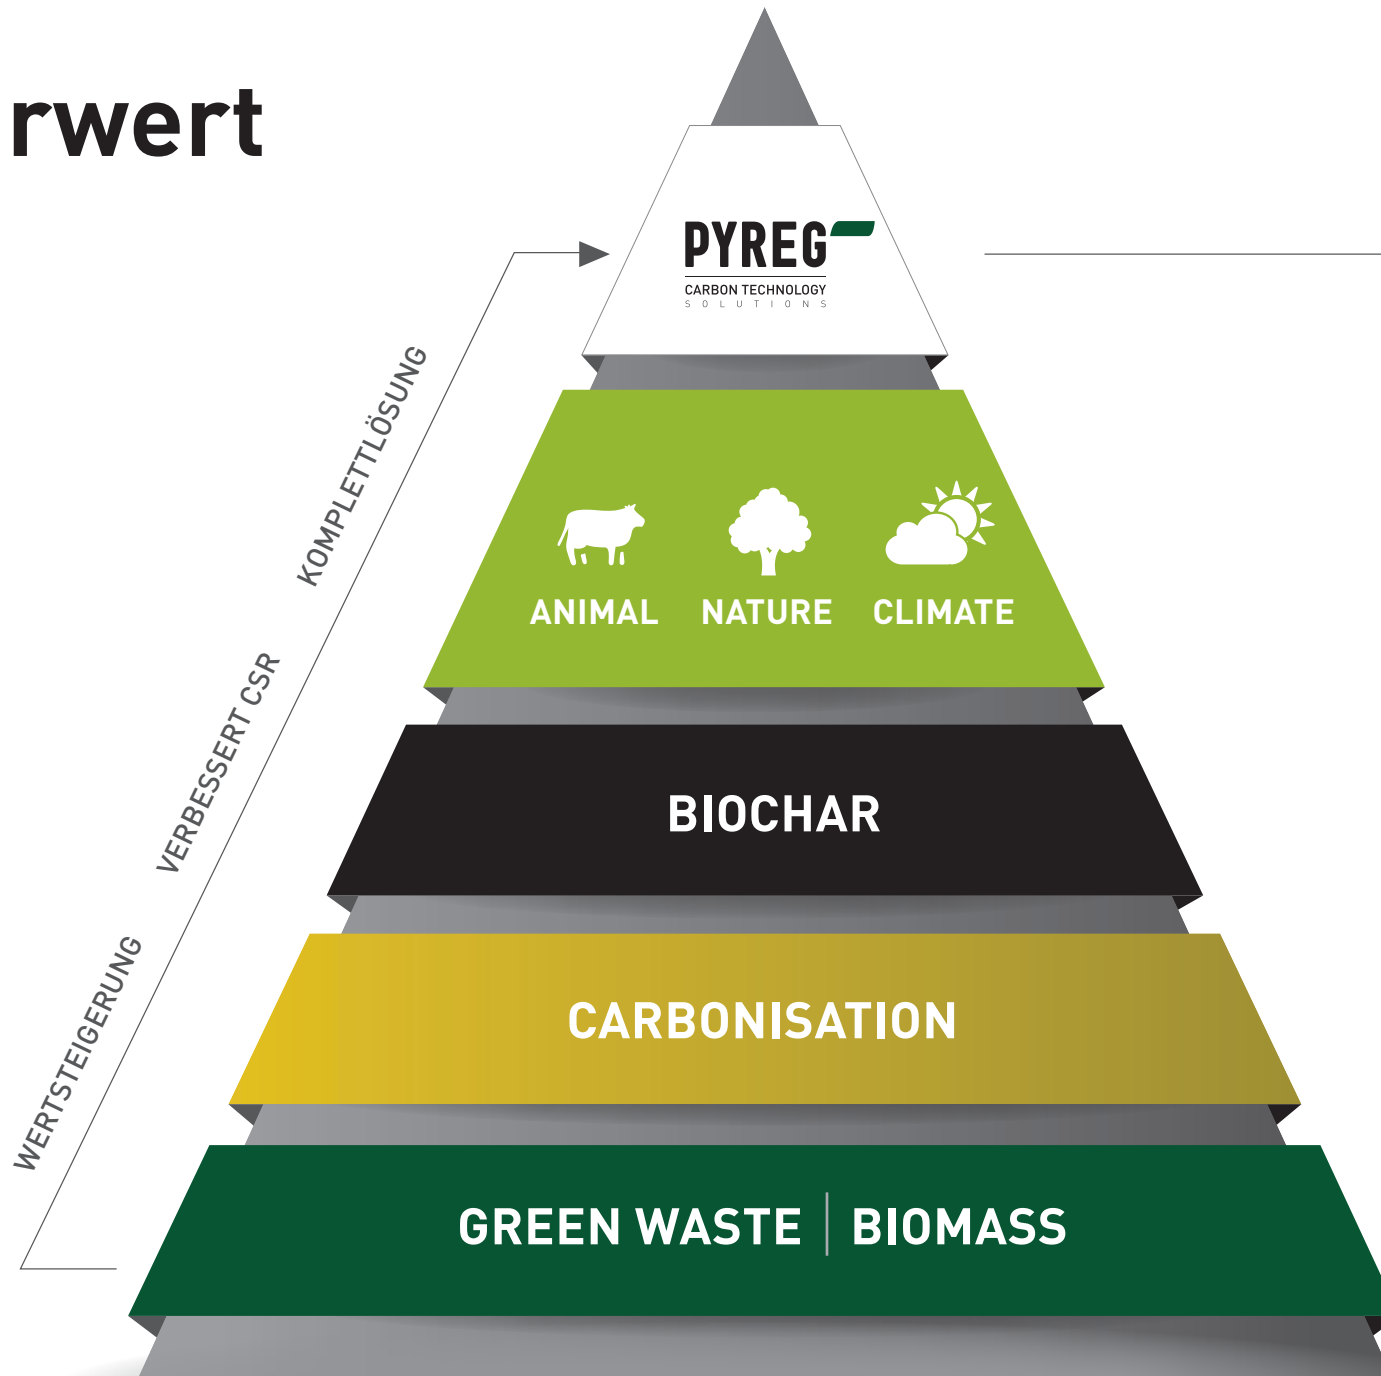 rwert
PYREG
CARBON TECHNOLOGY
SOLUTIONS
KOMPLETTLÖSUNG
VERBESSERT CSR
WERTSTEIGERUNG
ANIMAL NATURE CLIMATE
BIOCHAR
CARBONISATION
GREEN WASTE | BIOMASS